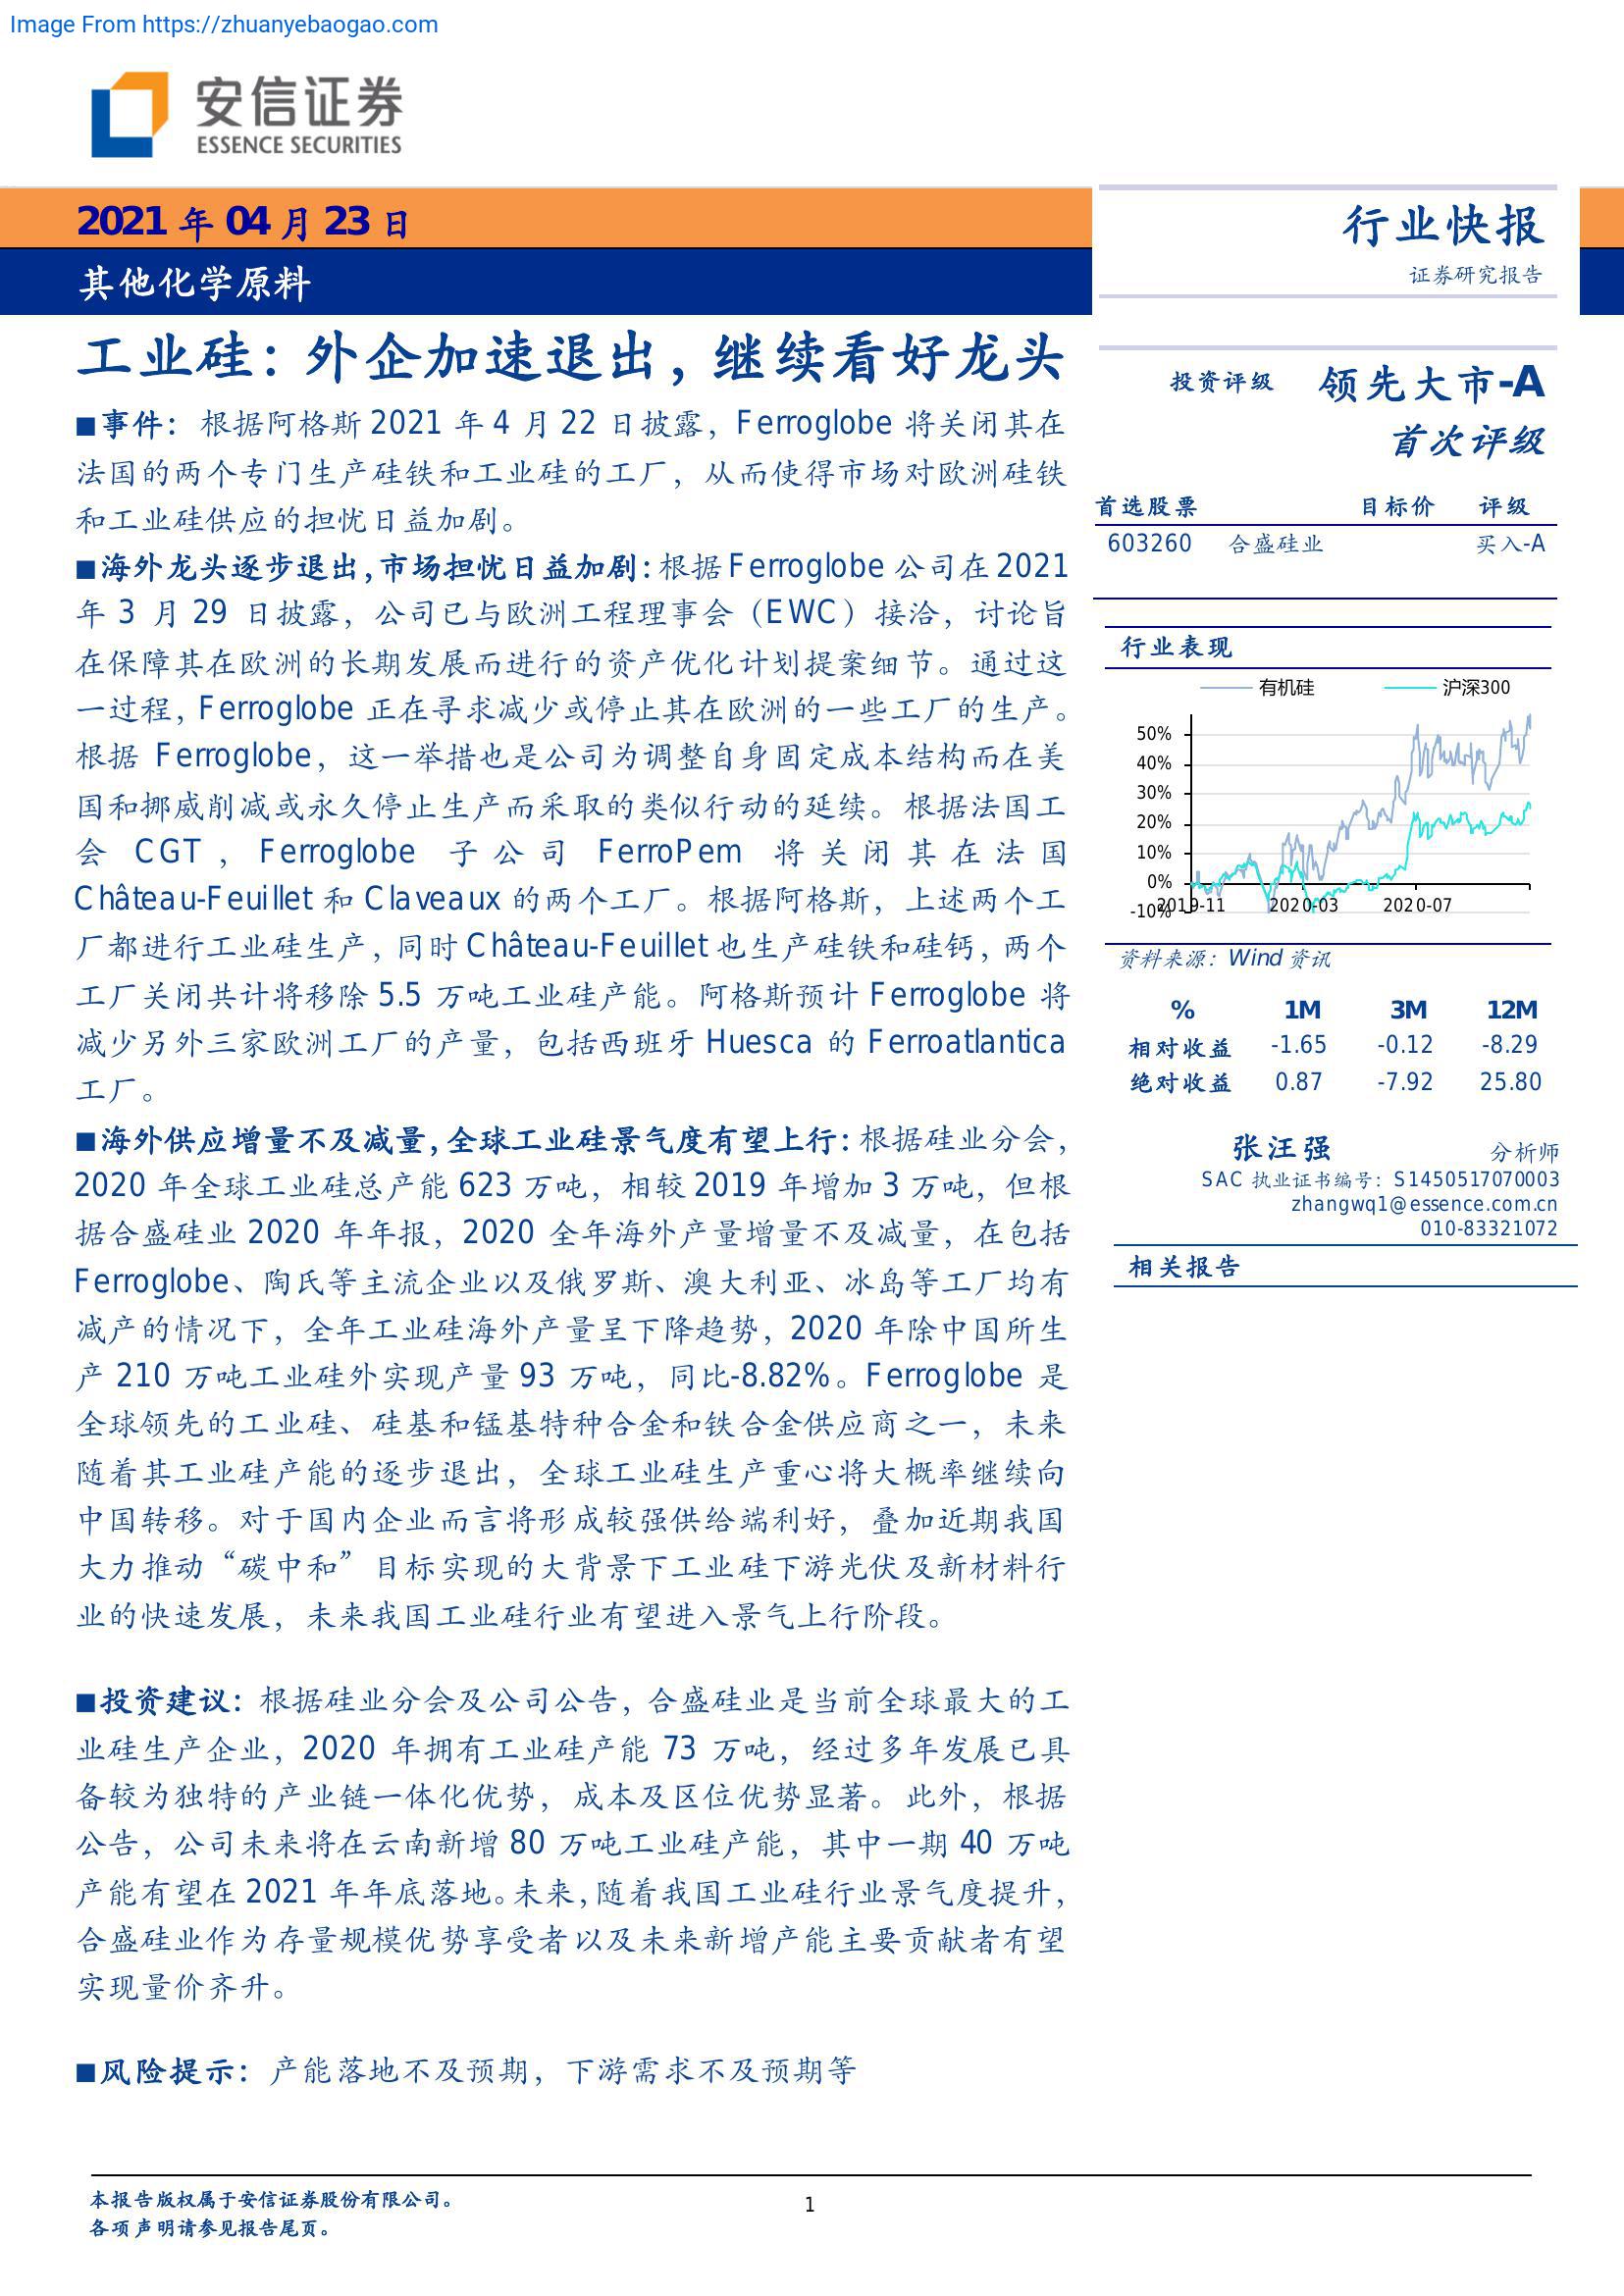 Image From https://zhuanyebaogao.com
安信证券
ESSENCE SECURITIES
2021 年 04 月 23 日
其他化学原料
行业快报
证券研究报告
工业硅：外企加速退出，继续看好龙头
■事件：根据阿格斯 2021 年 4 月 22 日披露，Ferroglobe 将关闭其在
法国的两个专门生产硅铁和工业硅的工厂，从而使得市场对欧洲硅铁
和工业硅供应的担忧日益加剧。
■海外龙头逐步退出，市场担忧日益加剧：根据 Ferroglobe 公司在 2021
年 3 月 29 日披露，公司已与欧洲工程理事会（EWC）接洽，讨论旨
在保障其在欧洲的长期发展而进行的资产优化计划提案细节。通过这
一过程，Ferroglobe 正在寻求减少或停止其在欧洲的一些工厂的生产。
根据 Ferroglobe，这一举措也是公司为调整自身固定成本结构而在美
国和挪威削减或永久停止生产而采取的类似行动的延续。根据法国工
会 CGT，Ferroglobe 子公司 FerroPem 将关闭其在法国
Château-Feuillet 和 Claveaux 的两个工厂。根据阿格斯，上述两个工
厂都进行工业硅生产，同时 Château-Feuillet 也生产硅铁和硅钙，两个
工厂关闭共计将移除 5.5 万吨工业硅产能。阿格斯预计 Ferroglobe 将
减少另外三家欧洲工厂的产量，包括西班牙 Huesca 的 Ferroatlantica
工厂。
■海外供应增量不及减量，全球工业硅景气度有望上行：根据硅业分会，
2020 年全球工业硅总产能 623 万吨，相较 2019 年增加 3 万吨，但根
据合盛硅业 2020 年年报，2020 全年海外产量增量不及减量，在包括
Ferroglobe、陶氏等主流企业以及俄罗斯、澳大利亚、冰岛等工厂均有
减产的情况下，全年工业硅海外产量呈下降趋势，2020 年除中国所生
产 210 万吨工业硅外实现产量 93 万吨，同比-8.82%。Ferroglobe 是
全球领先的工业硅、硅基和锰基特种合金和铁合金供应商之一，未来
随着其工业硅产能的逐步退出，全球工业硅生产重心将大概率继续向
中国转移。对于国内企业而言将形成较强供给端利好，叠加近期我国
大力推动“碳中和”目标实现的大背景下工业硅下游光伏及新材料行
业的快速发展，未来我国工业硅行业有望进入景气上行阶段。
■投资建议：根据硅业分会及公司公告，合盛硅业是当前全球最大的工
业硅生产企业，2020 年拥有工业硅产能 73 万吨，经过多年发展已具
备较为独特的产业链一体化优势，成本及区位优势显著。此外，根据
公告，公司未来将在云南新增 80 万吨工业硅产能，其中一期 40 万吨
产能有望在 2021 年年底落地。未来，随着我国工业硅行业景气度提升，
合盛硅业作为存量规模优势享受者以及未来新增产能主要贡献者有望
实现量价齐升。
■风险提示：产能落地不及预期，下游需求不及预期等
投资评级 领先大市-A
首次评级
首选股票 目标价 评级
603260 合盛硅业 买入-A
行业表现
有机硅 沪深300
50%
40%
30%
20%
10%
0%
-10%
2019-11 2020-03 2020-07
资料来源：Wind 资讯
% 1M 3M 12M
相对收益 -1.65 -0.12 -8.29
绝对收益 0.87 -7.92 25.80
张汪强 分析师
SAC 执业证书编号：S1450517070003
zhangwq1@essence.com.cn
010-83321072
相关报告
本报告版权属于安信证券股份有限公司。
各项声明请参见报告尾页。
1